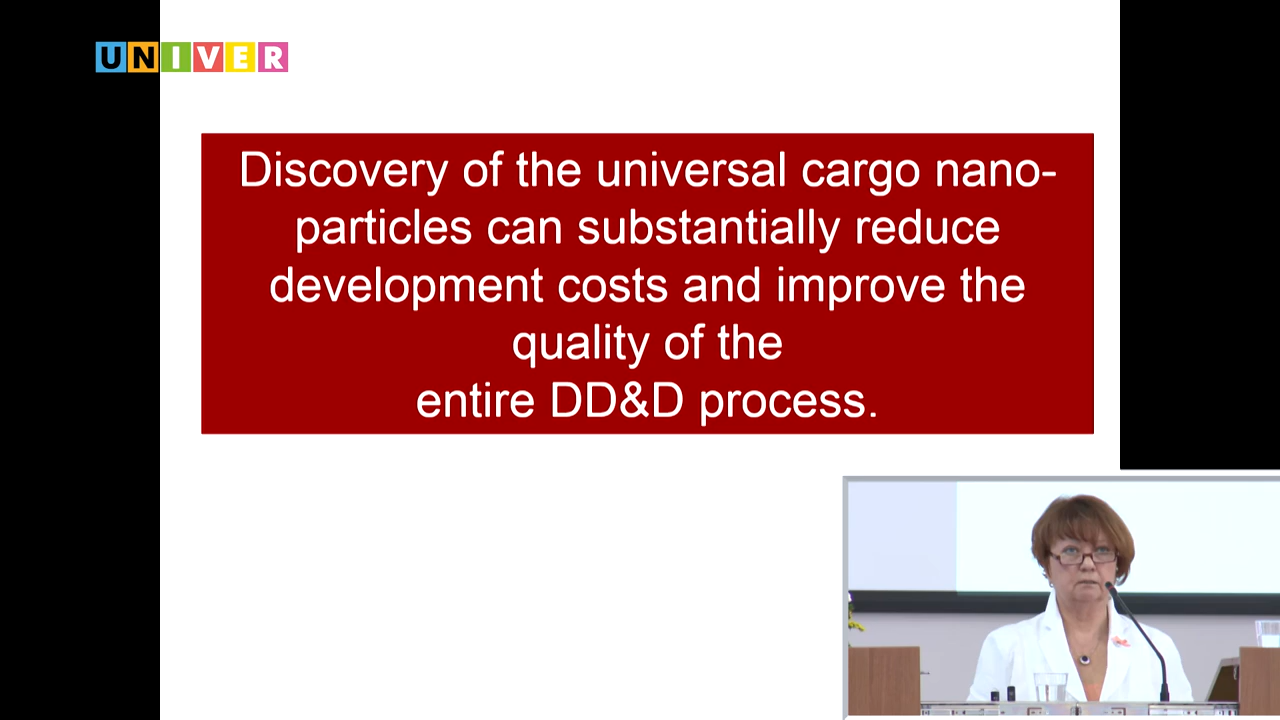 UNIVER
Discovery of the universal cargo nano-
particles can substantially reduce
development costs and improve the
quality of the
entire DD&D process.